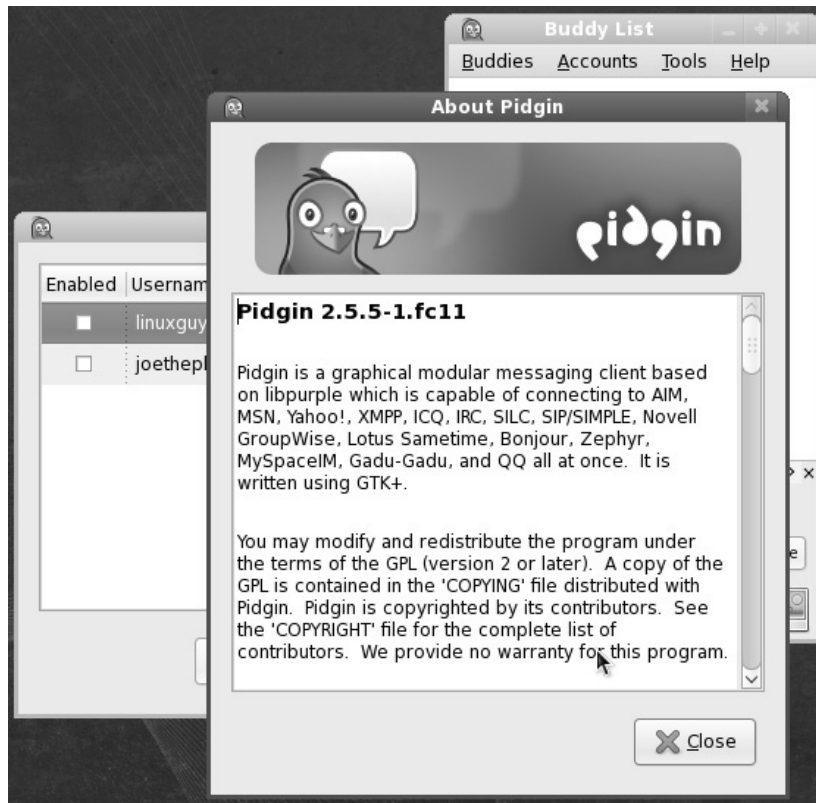 Buddy List
Buddies Accounts Tools Help
About Pidgin
pidgin
Enabled
linuxguy
Pidgin 2.5.5-1.fc11
Pidgin is a graphical modular messaging client based
on libpurple which is capable of connecting to AIM,
MSN, Yahoo!, XMPP, ICQ, IRC, SILC, SIP/SIMPLE, Novell
GroupWise, Lotus Sametime, Bonjour, Zephyr,
MySpaceIM, Gadu-Gadu, and QQ all at once. It is
written using GTK+.
You may modify and redistribute the program under
the terms of the GPL (version 2 or later). A copy of the
GPL is contained in the 'COPYING' file distributed with
Pidgin. Pidgin is copyrighted by its contributors. See
the 'COPYRIGHT' file for the complete list of
contributors. We provide no warranty for this program.
Close